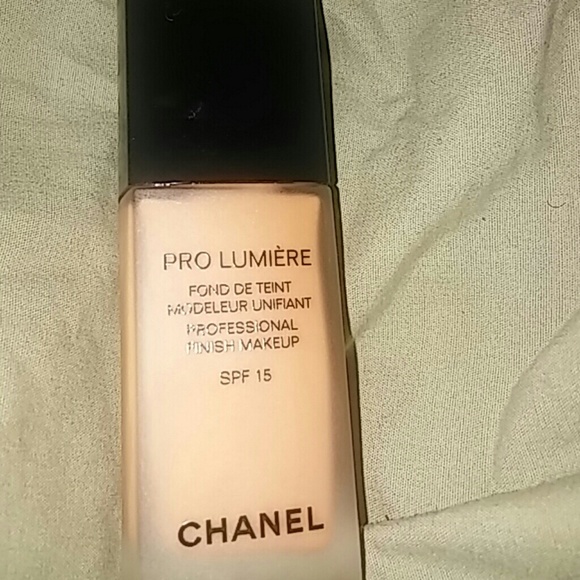 PRO LUMIÈRE
FOND DE TEINT
MODELEUR UNIFIANT
PROFESSIONAL
FINISH MAKEUP
SPF 15
CHANEL